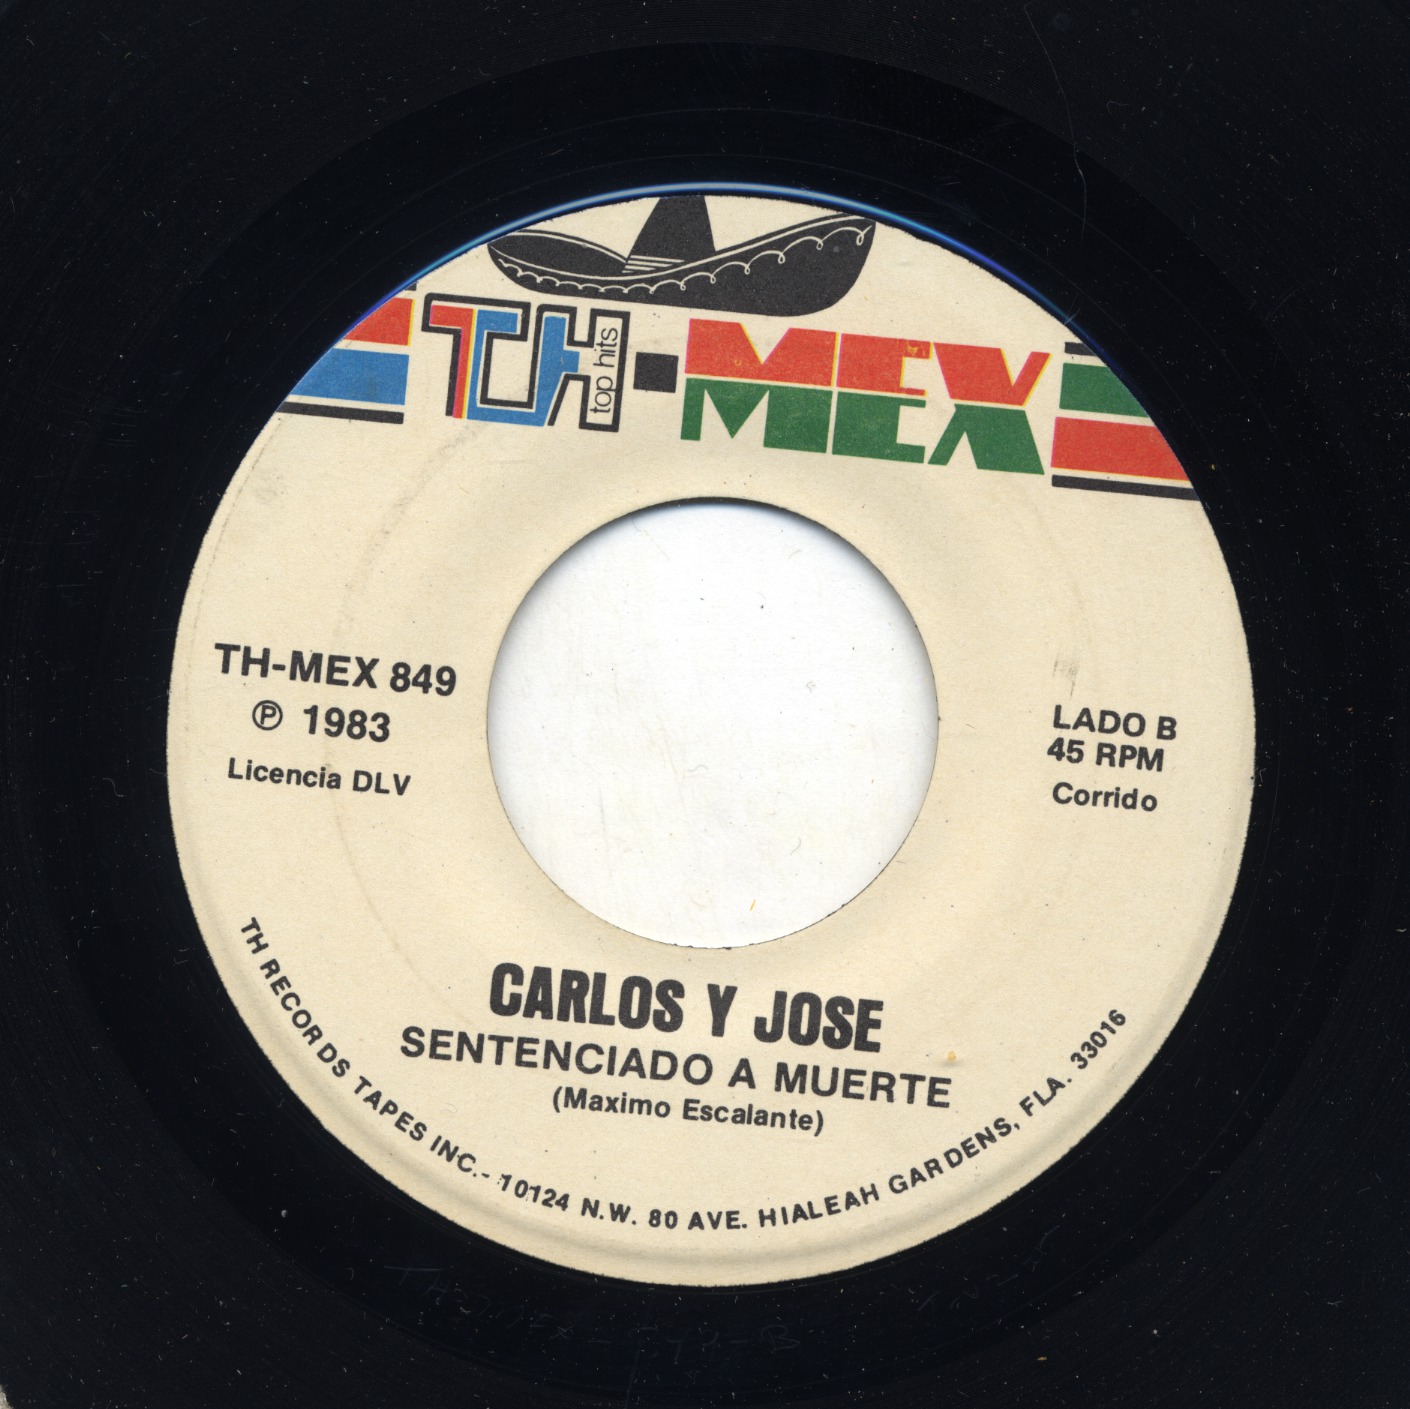 TH top hits-MEX
TH-MEX 849
℗ 1983
Licencia DLV
LADO B
45 RPM
Corrido
CARLOS Y JOSE
SENTENCIADO A MUERTE
(Maximo Escalante)
TH RECORDS TAPES INC.- 10124 N.W. 80 AVE. HIALEAH GARDENS, FLA. 33016